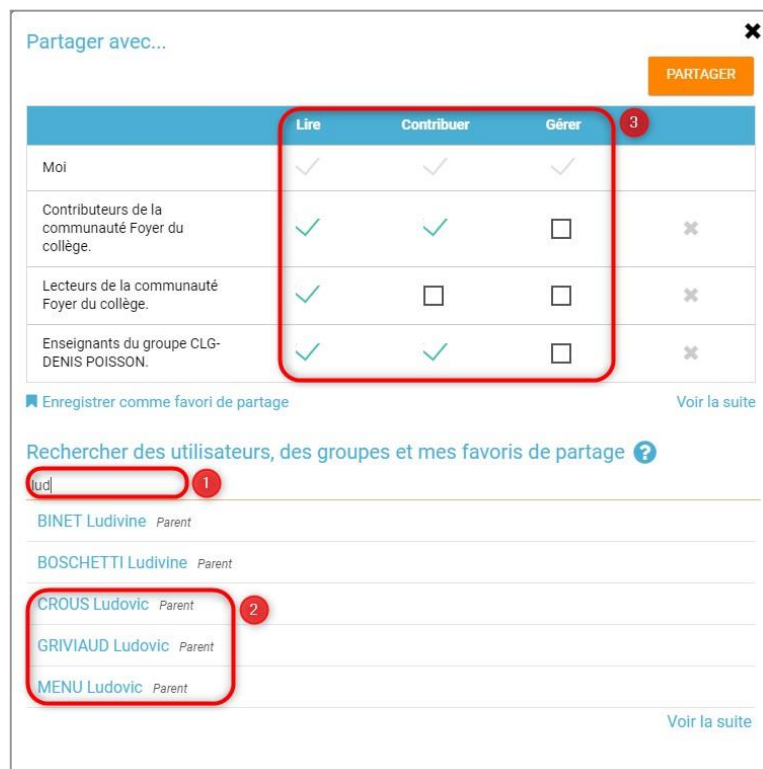 Partager avec...
PARTAGER
Lire Contribuer Gérer 3
Moi
Contributeurs de la
communauté Foyer du
collège.
Lecteurs de la communauté
Foyer du collège.
Enseignants du groupe CLG-
DENIS POISSON.
Enregistrer comme favori de partage Voir la suite
Rechercher des utilisateurs, des groupes et mes favoris de partage ?
lud 1
BINET Ludivine Parent
BOSCHETTI Ludivine Parent
CROUS Ludovic Parent 2
GRIVIAUD Ludovic Parent
MENU Ludovic Parent
Voir la suite